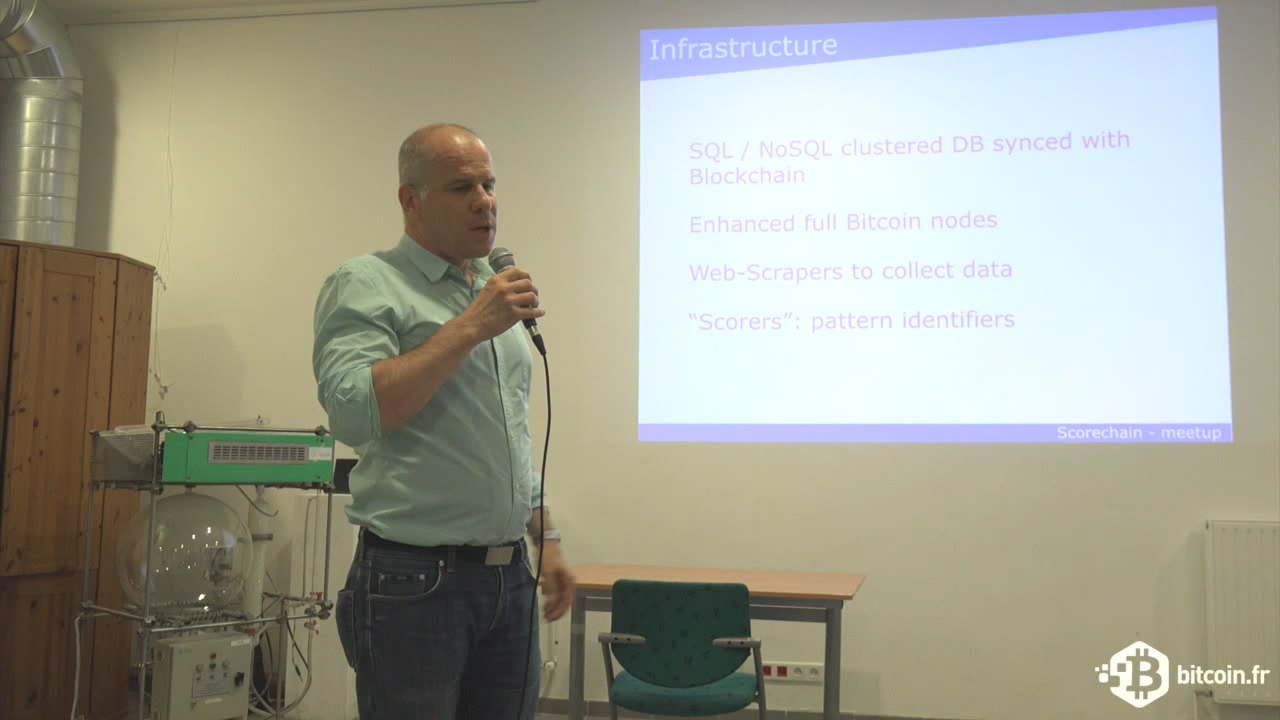 Infrastructure
SQL / NoSQL clustered DB synced with
Blockchain
Enhanced full Bitcoin nodes
Web-Scrapers to collect data
“Scorers”: pattern identifiers
Scorechain - meetup
bitcoin.fr